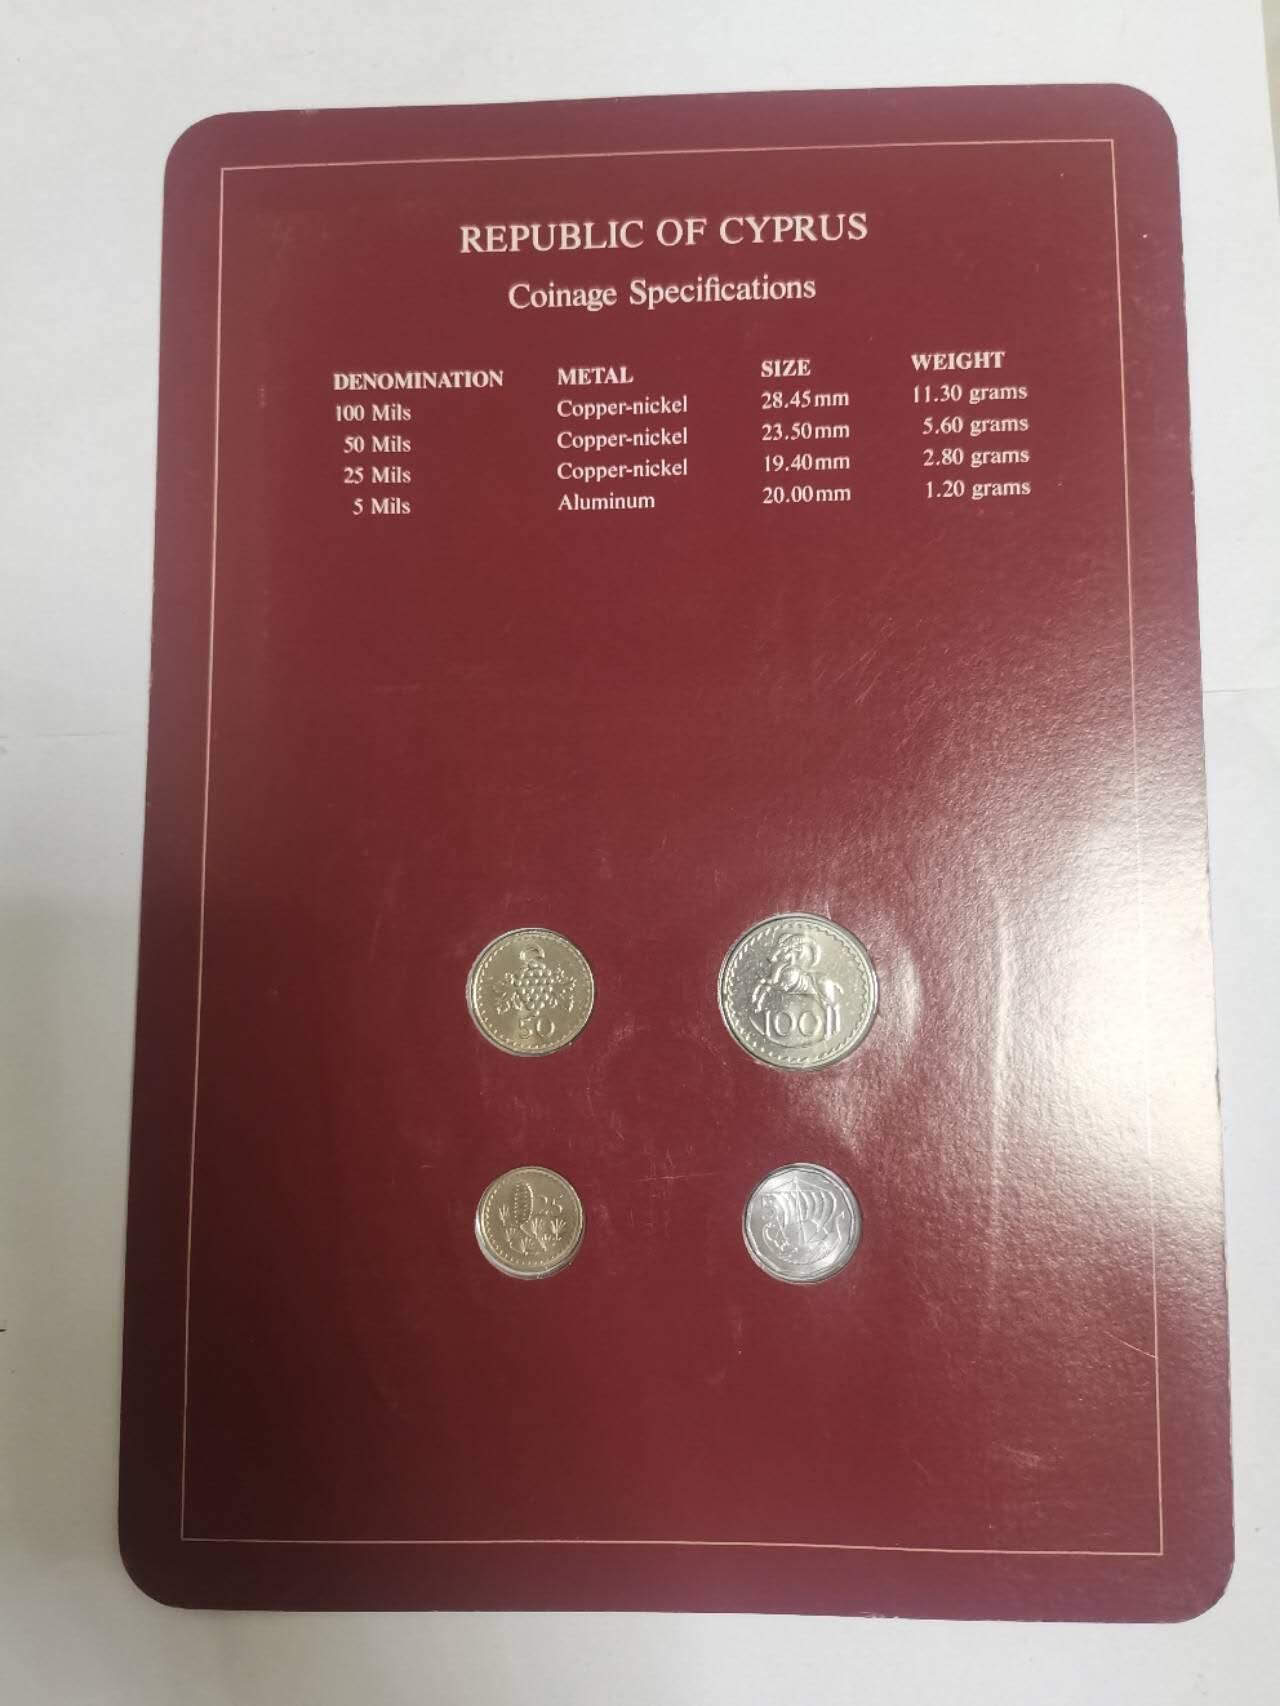 REPUBLIC OF CYPRUS
Coinage Specifications
DENOMINATION METAL SIZE WEIGHT
100 Mils Copper-nickel 28.45mm 11.30 grams
50 Mils Copper-nickel 23.50mm 5.60 grams
25 Mils Copper-nickel 19.40mm 2.80 grams
5 Mils Aluminum 20.00mm 1.20 grams
50
100
25
5